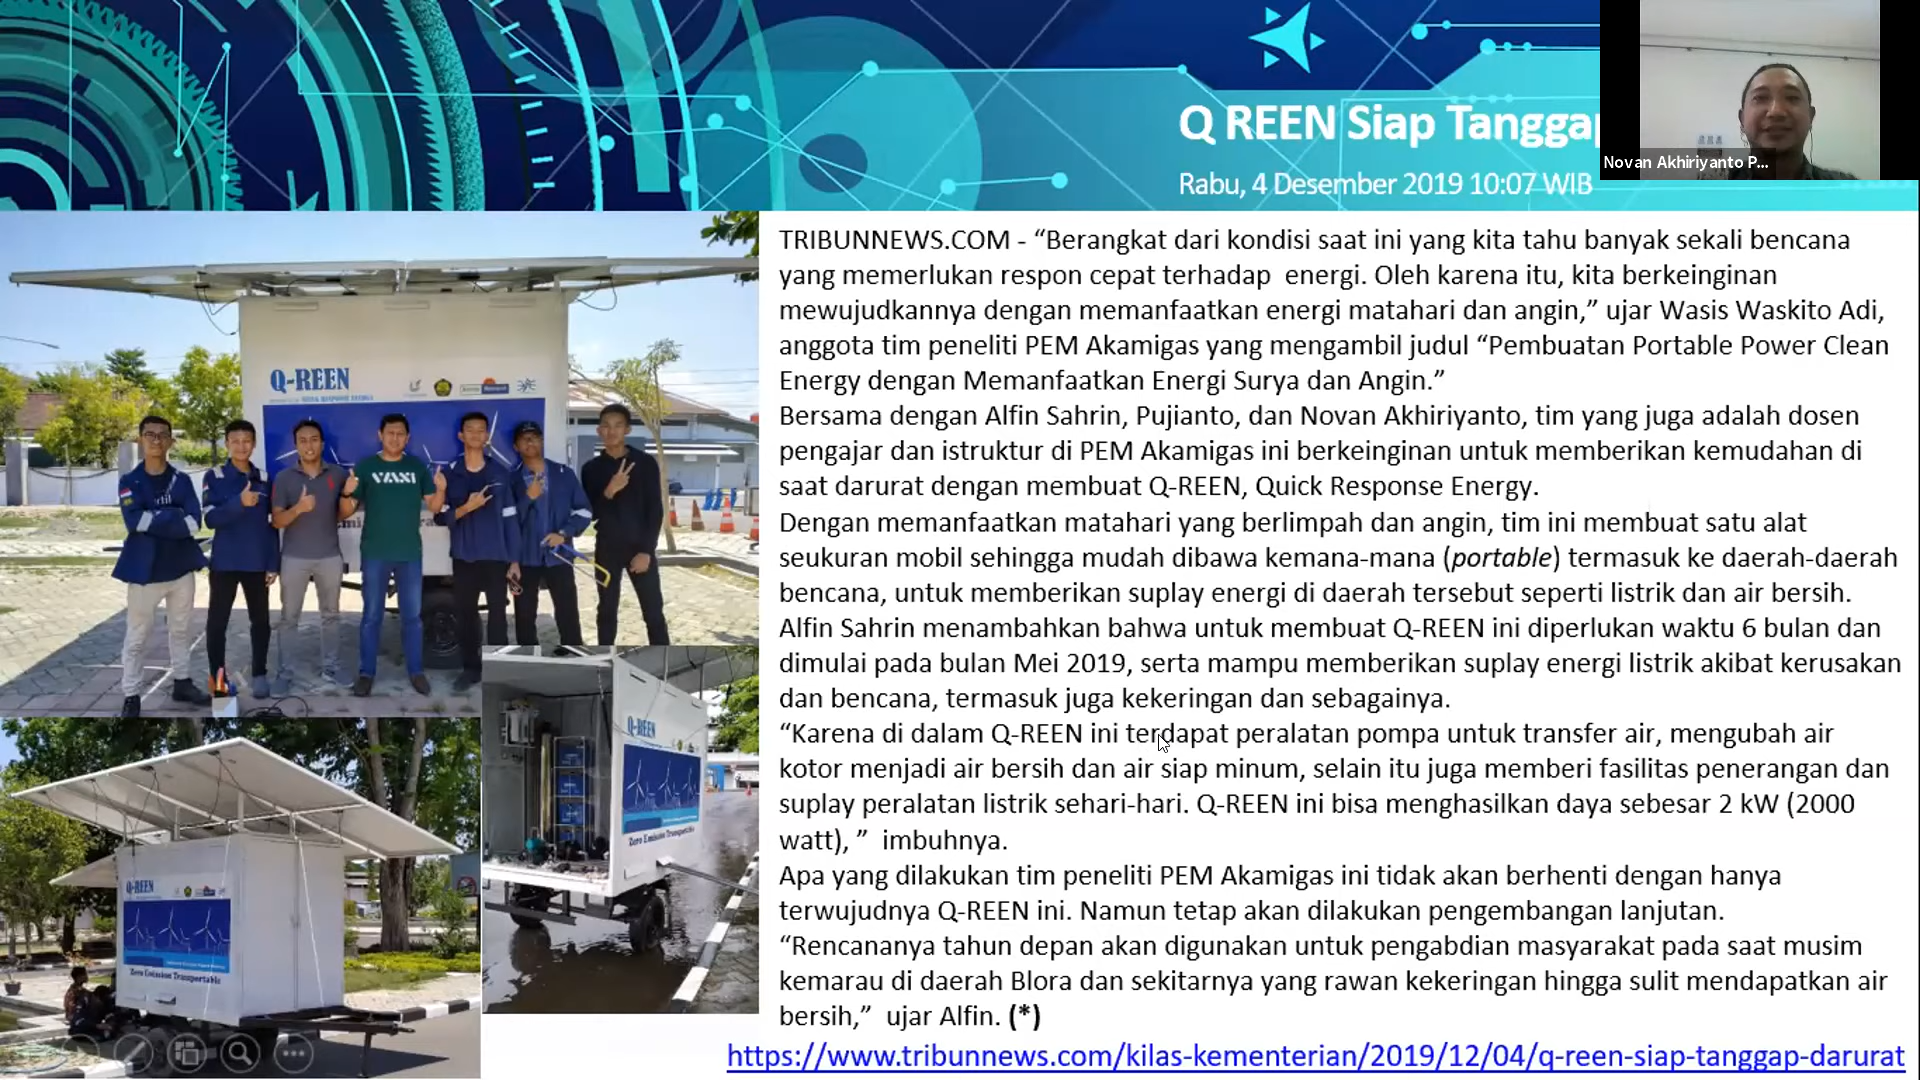 Q REEN Siap Tanggap
Rabu, 4 Desember 2019 10:07 WIB
Novan Akhiriyanto P...
TRIBUNNEWS.COM - “Berangkat dari kondisi saat ini yang kita tahu banyak sekali bencana
yang memerlukan respon cepat terhadap  energi. Oleh karena itu, kita berkeinginan
mewujudkannya dengan memanfaatkan energi matahari dan angin,” ujar Wasis Waskito Adi,
anggota tim peneliti PEM Akamigas yang mengambil judul “Pembuatan Portable Power Clean
Energy dengan Memanfaatkan Energi Surya dan Angin.”
Bersama dengan Alfin Sahrin, Pujianto, dan Novan Akhiriyanto, tim yang juga adalah dosen
pengajar dan istruktur di PEM Akamigas ini berkeinginan untuk memberikan kemudahan di
saat darurat dengan membuat Q-REEN, Quick Response Energy.
Dengan memanfaatkan matahari yang berlimpah dan angin, tim ini membuat satu alat
seukuran mobil sehingga mudah dibawa kemana-mana (portable) termasuk ke daerah-daerah
bencana, untuk memberikan suplay energi di daerah tersebut seperti listrik dan air bersih.
Alfin Sahrin menambahkan bahwa untuk membuat Q-REEN ini diperlukan waktu 6 bulan dan
dimulai pada bulan Mei 2019, serta mampu memberikan suplay energi listrik akibat kerusakan
dan bencana, termasuk juga kekeringan dan sebagainya.
“Karena di dalam Q-REEN ini terdapat peralatan pompa untuk transfer air, mengubah air
kotor menjadi air bersih dan air siap minum, selain itu juga memberi fasilitas penerangan dan
suplay peralatan listrik sehari-hari. Q-REEN ini bisa menghasilkan daya sebesar 2 kW (2000
watt), ”  imbuhnya.
Apa yang dilakukan tim peneliti PEM Akamigas ini tidak akan berhenti dengan hanya
terwujudnya Q-REEN ini. Namun tetap akan dilakukan pengembangan lanjutan.
“Rencananya tahun depan akan digunakan untuk pengabdian masyarakat pada saat musim
kemarau di daerah Blora dan sekitarnya yang rawan kekeringan hingga sulit mendapatkan air
bersih,”  ujar Alfin. (*)
https://www.tribunnews.com/kilas-kementerian/2019/12/04/q-reen-siap-tanggap-darurat
Q-REEN
Q-REEN
Zero Emission Transportable
Q-REEN
Zero Emission Transportable